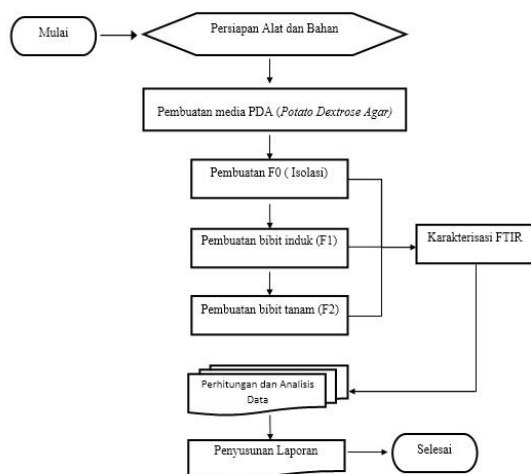 Mulai
Persiapan Alat dan Bahan
Pembuatan media PDA (Potato Dextrose Agar)
Pembuatan F0 ( Isolasi)
Pembuatan bibit induk (F1)
Karakterisasi FTIR
Pembuatan bibit tanam (F2)
Perhitungan dan Analisis
Data
Penyusunan Laporan
Selesai